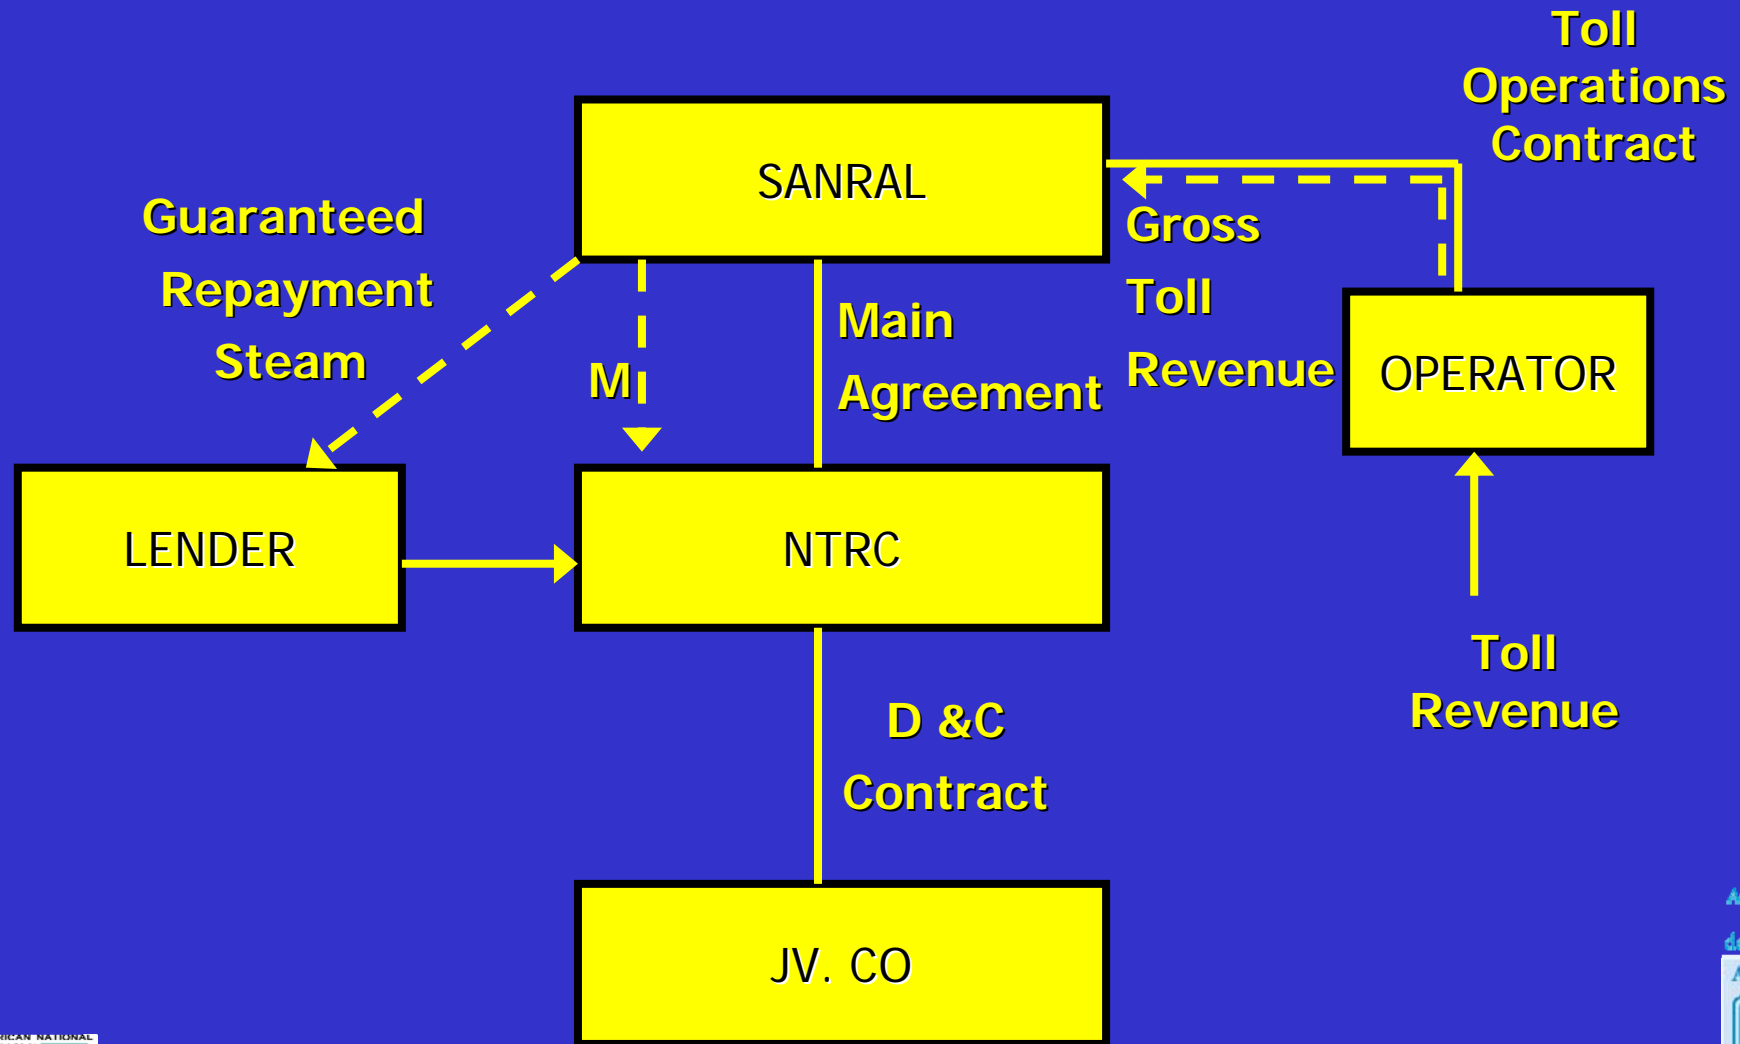 Toll
Operations
Contract
SANRAL
Guaranteed
Repayment
Steam
M
Main
Agreement
Gross
Toll
Revenue
OPERATOR
LENDER
NTRC
Toll
Revenue
D &C
Contract
JV. CO
NATIONAL